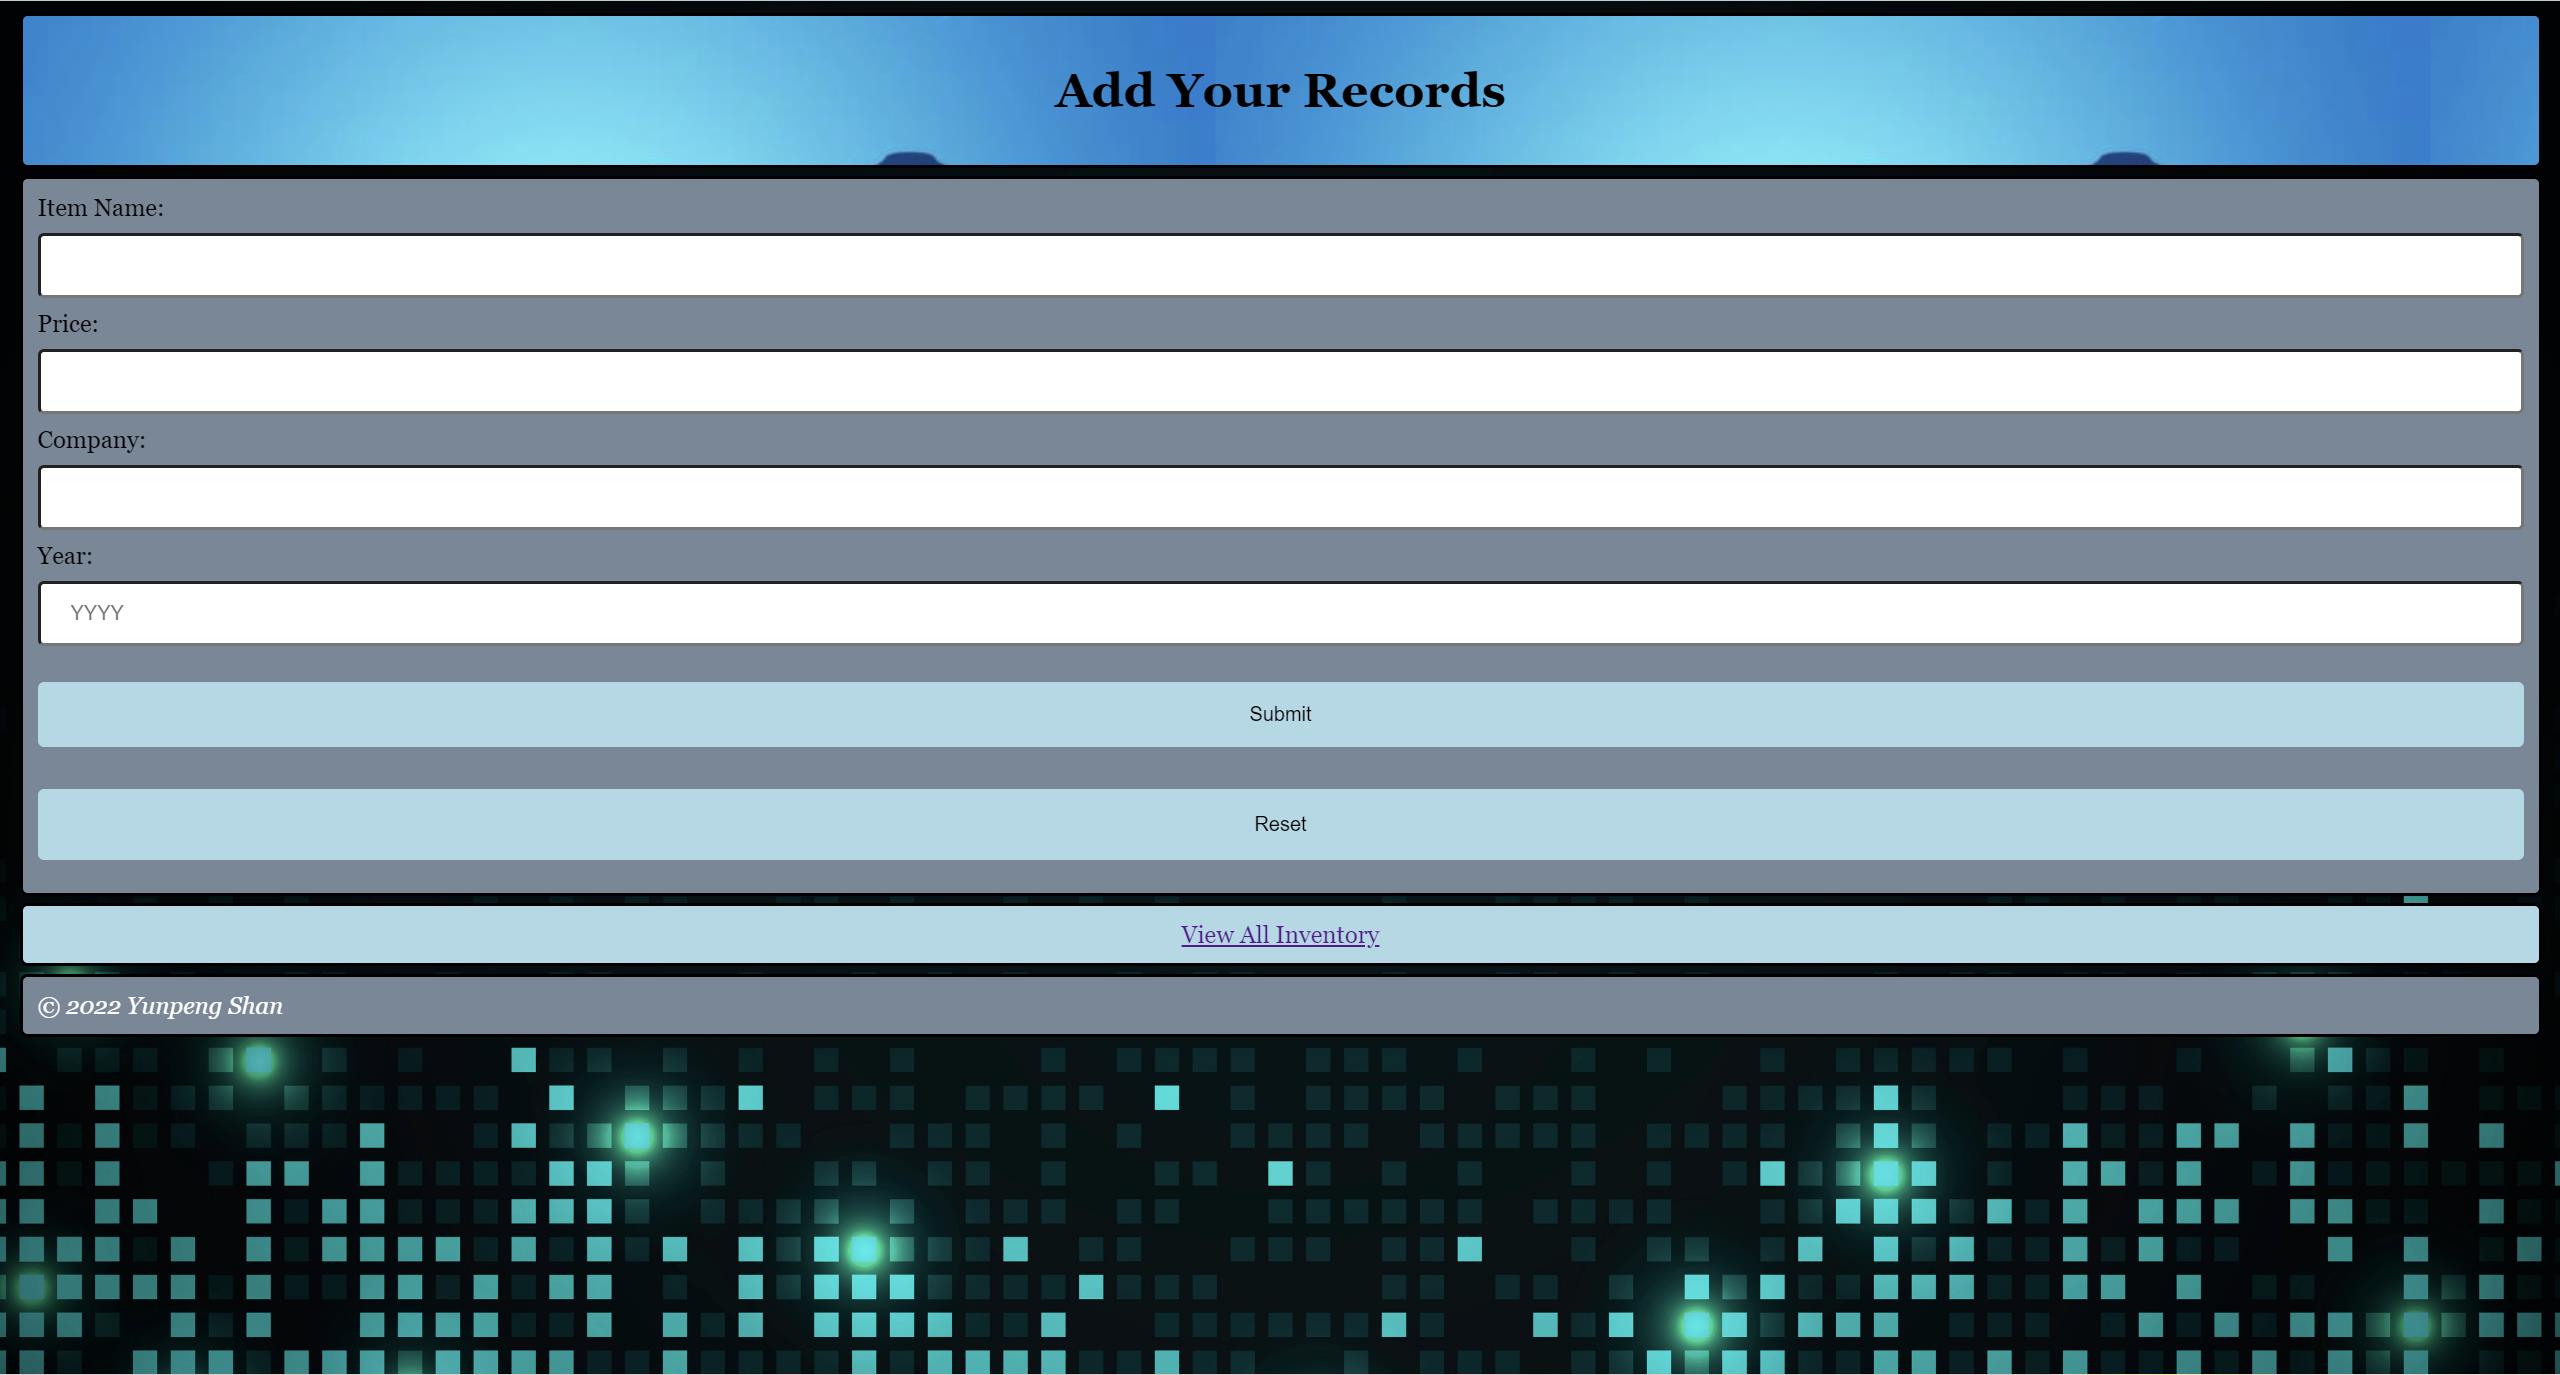 Add Your Records
Item Name:
Price:
Company:
Year:
YYYY
Submit
Reset
View All Inventory
© 2022 Yunpeng Shan